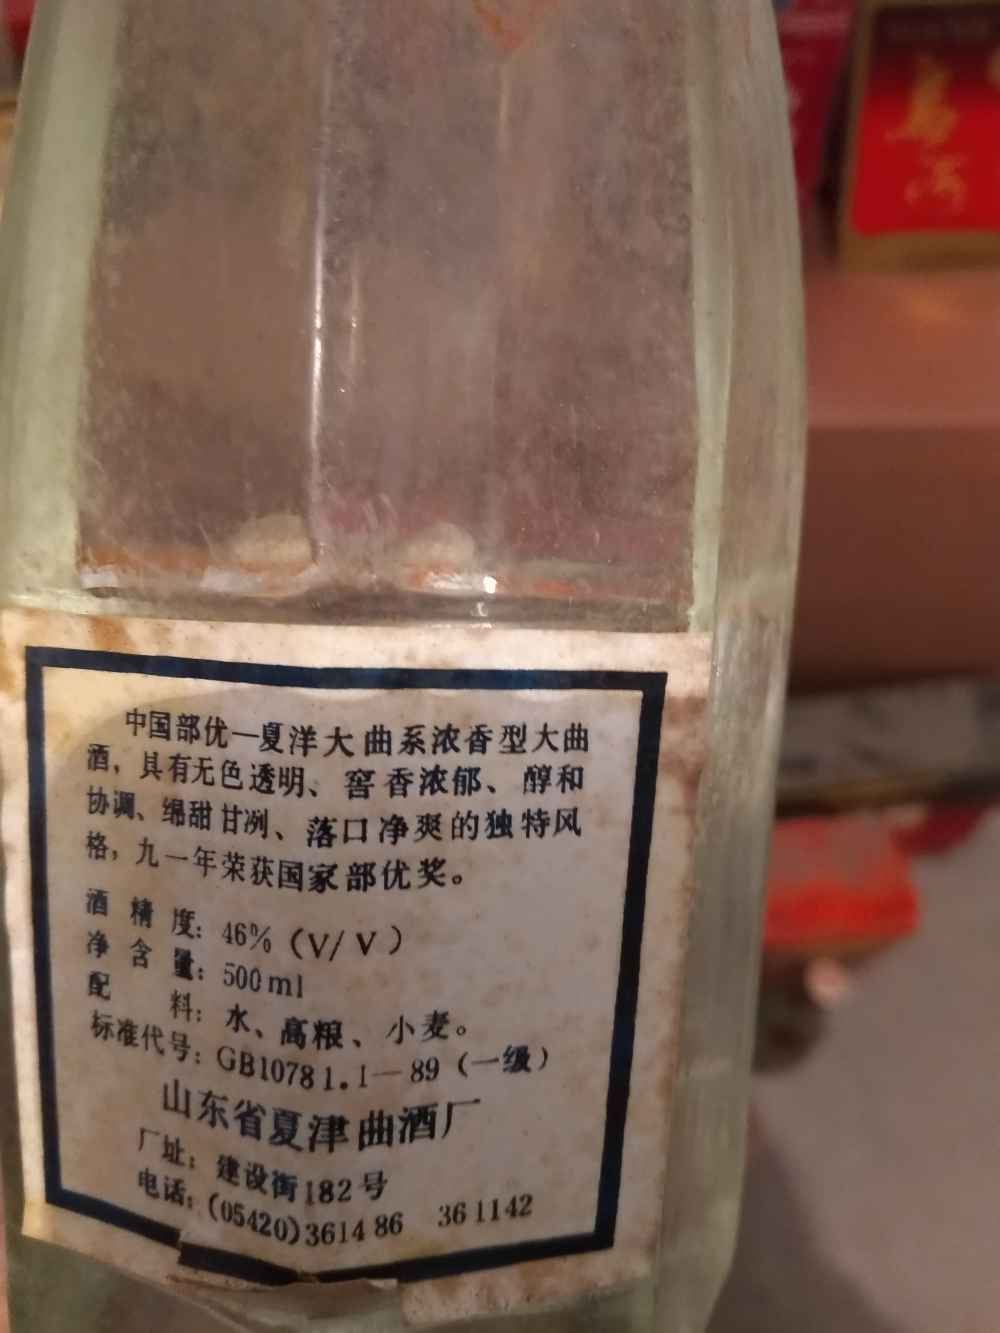 中国部优一夏洋大曲系浓香型大曲
酒，具有无色透明、窖香浓郁、醇和
协调、绵甜甘冽、落口净爽的独特风
格，九一年荣获国家部优奖。
酒精度：46%（V/V）
净含量：500ml
配料：水、高粮、小麦。
标准代号：GB10781.1—89（一级）
山东省夏津曲酒厂
厂址：建设街182号
电话：(05420)361486 361142